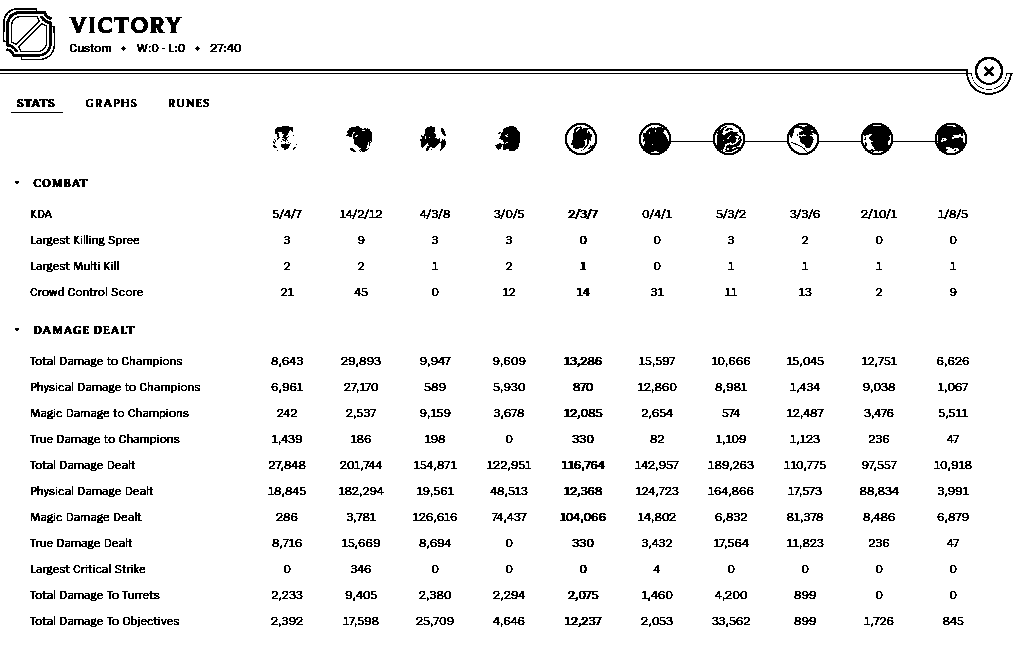 VICTORY
Custom • W:0 - L:0 • 27:40
STATS GRAPHS RUNES
COMBAT
KDA 5/4/7 14/2/12 4/3/8 3/0/5 2/3/7 0/4/1 5/3/2 3/3/6 2/10/1 1/8/5
Largest Killing Spree 3 9 3 3 0 0 3 2 0 0
Largest Multi Kill 2 2 1 2 1 0 1 1 1 1
Crowd Control Score 21 45 0 12 14 31 11 13 2 9
DAMAGE DEALT
Total Damage to Champions 8,643 29,893 9,947 9,609 13,286 15,597 10,666 15,045 12,751 6,626
Physical Damage to Champions 6,961 27,170 589 5,930 870 12,860 8,981 1,434 9,038 1,067
Magic Damage to Champions 242 2,537 9,159 3,678 12,085 2,654 574 12,487 3,476 5,511
True Damage to Champions 1,439 186 198 0 330 82 1,109 1,123 236 47
Total Damage Dealt 27,848 201,744 154,871 122,951 116,764 142,957 189,263 110,775 97,557 10,918
Physical Damage Dealt 18,845 182,294 19,561 48,513 12,368 124,723 164,866 17,573 88,834 3,991
Magic Damage Dealt 286 3,781 126,616 74,437 104,066 14,802 6,832 81,378 8,486 6,879
True Damage Dealt 8,716 15,669 8,694 0 330 3,432 17,564 11,823 236 47
Largest Critical Strike 0 346 0 0 0 4 0 0 0 0
Total Damage To Turrets 2,233 9,405 2,380 2,294 2,075 1,460 4,200 899 0 0
Total Damage To Objectives 2,392 17,598 25,709 4,646 12,237 2,053 33,562 899 1,726 845